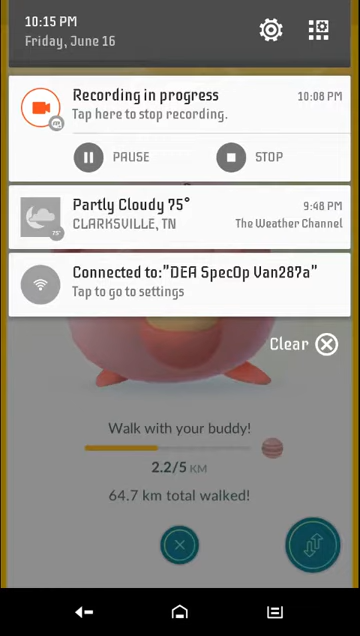 10:15 PM
Friday, June 16
Recording in progress 10:08 PM
Tap here to stop recording.
PAUSE STOP
Partly Cloudy 75° 9:48 PM
75°
CLARKSVILLE, TN The Weather Channel
Connected to:"DEA SpecOp Van287a"
Tap to go to settings
Clear
Walk with your buddy!
2.2/5 KM
64.7 km total walked!